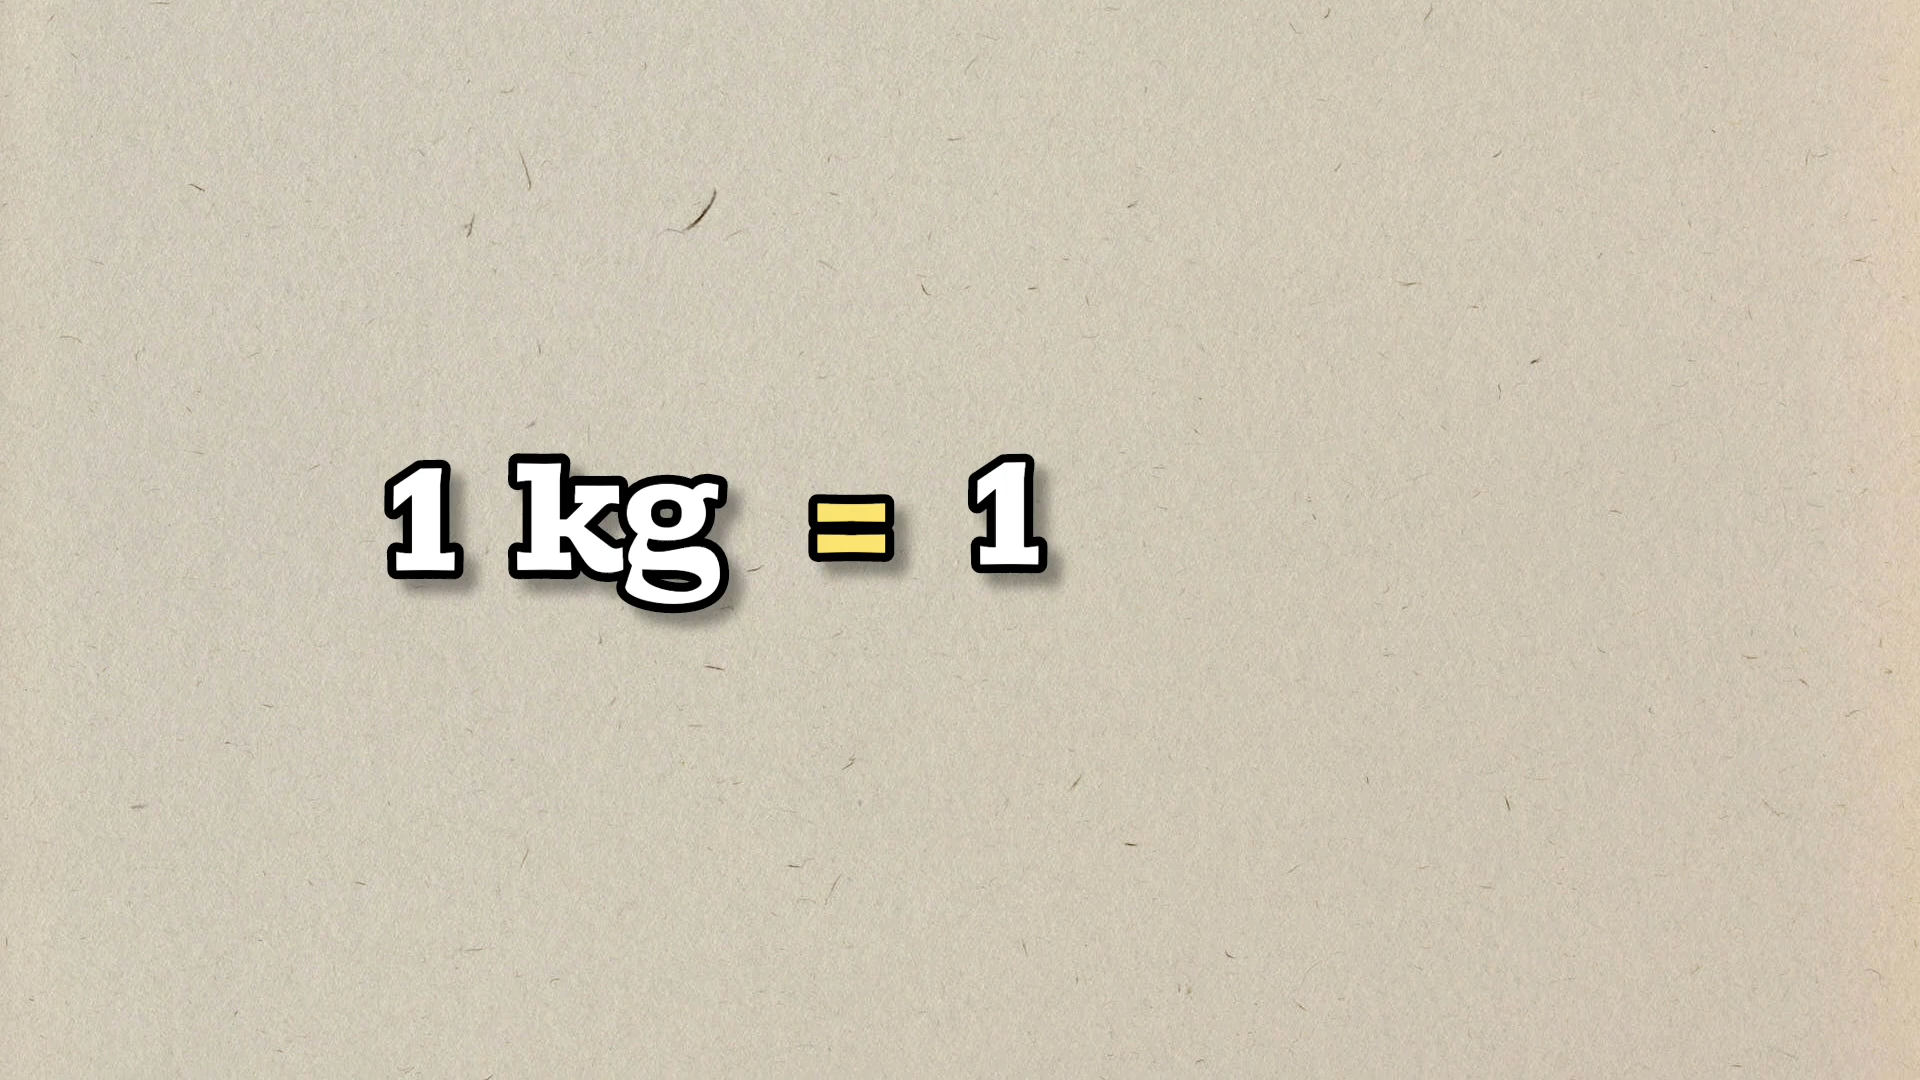 1 kg = 1